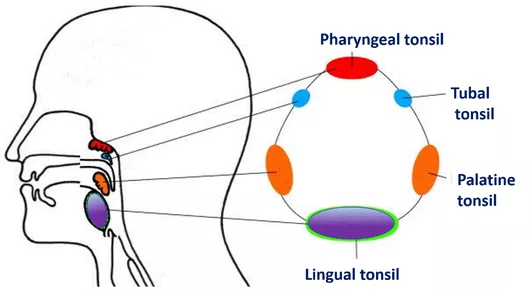 Pharyngeal tonsil
Tubal
tonsil
Palatine
tonsil
Lingual tonsil